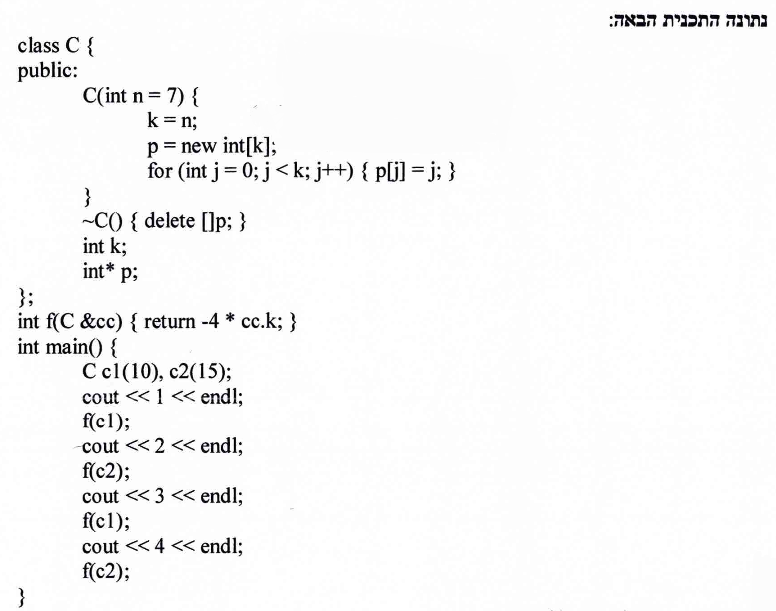 נתונה התכנית הבאה:
class C {
public:
C(int n = 7) {
k = n;
p = new int[k];
for (int j = 0; j < k; j++) { p[j] = j; }
}
~C() { delete []p; }
int k;
int* p;
};
int f(C &cc) { return -4 * cc.k; }
int main() {
C c1(10), c2(15);
cout << 1 << endl;
f(c1);
cout << 2 << endl;
f(c2);
cout << 3 << endl;
f(c1);
cout << 4 << endl;
f(c2);
}